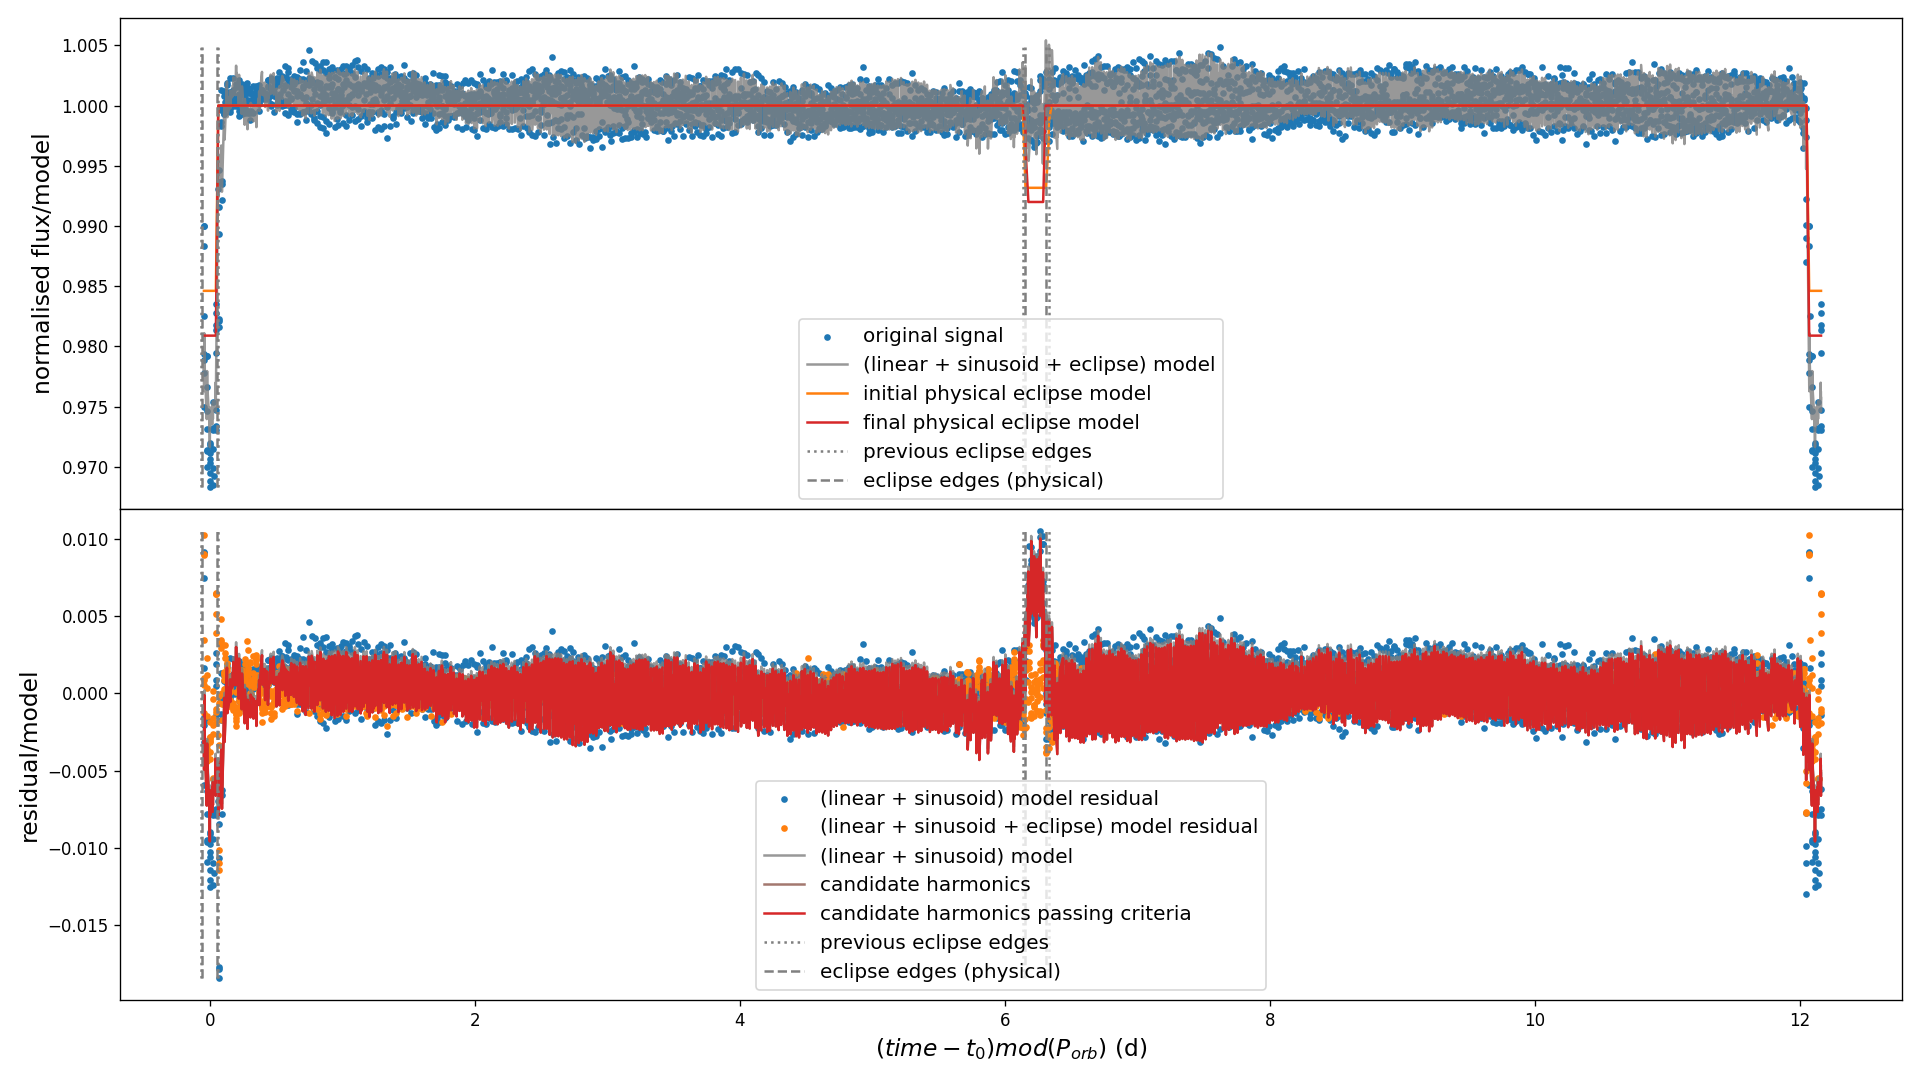 normalised flux/model
1.005
1.000
0.995
0.990
0.985
0.980
0.975
0.970
original signal
(linear + sinusoid + eclipse) model
initial physical eclipse model
final physical eclipse model
previous eclipse edges
eclipse edges (physical)
residual/model
0.010
0.005
0.000
−0.005
−0.010
−0.015
(linear + sinusoid) model residual
(linear + sinusoid + eclipse) model residual
(linear + sinusoid) model
candidate harmonics
candidate harmonics passing criteria
previous eclipse edges
eclipse edges (physical)
0 2 4 6 8 10 12
(time − t₀)mod(P_orb) (d)